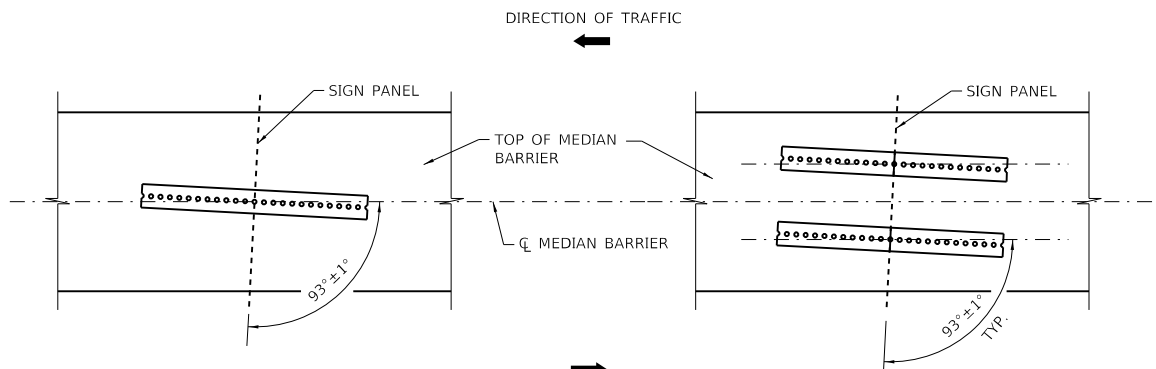 DIRECTION OF TRAFFIC
SIGN PANEL
SIGN PANEL
TOP OF MEDIAN
BARRIER
℄ MEDIAN BARRIER
93°±1°
93°±1°
TYP.